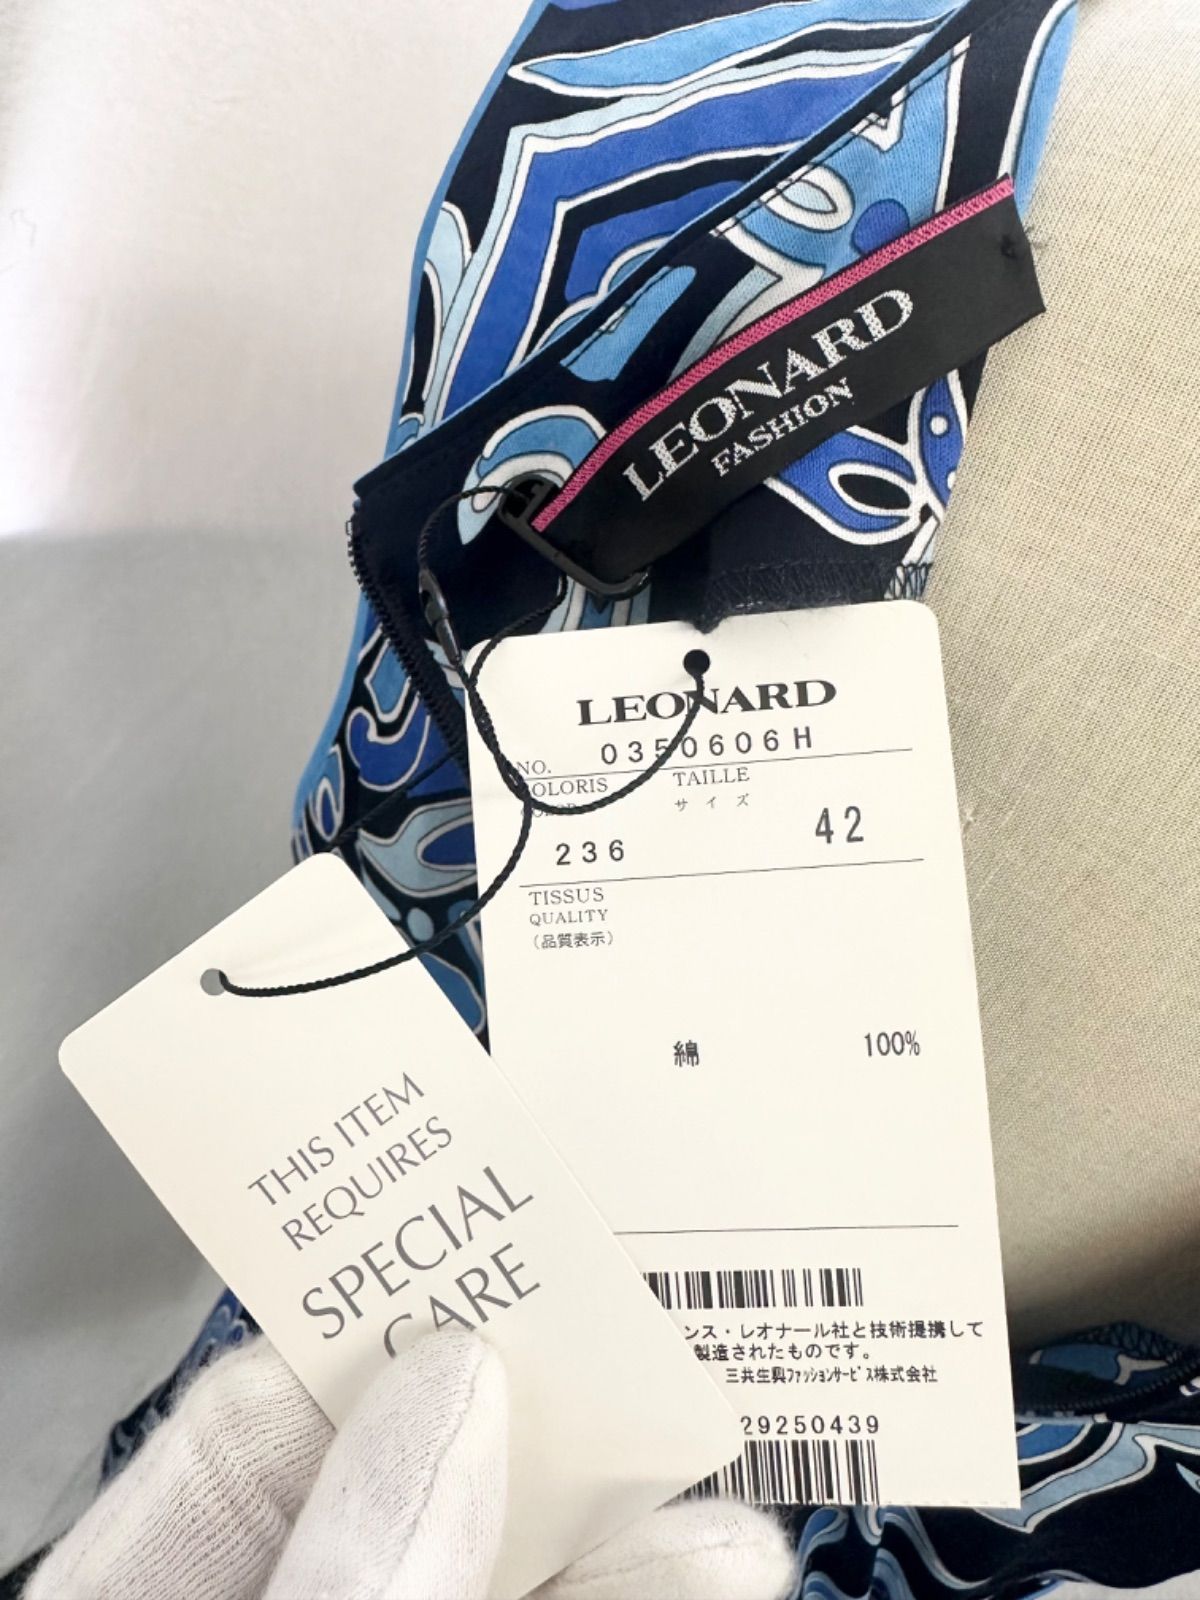 LEONARD
FASHION
LEONARD
NO. 0350606H
COLORIS TAILLE
サイズ
236 42
TISSUS
QUALITY
(品質表示)
綿 100%
ンス・レオナール社と技術提携して
製造されたものです。
三共生興ファッションサービス株式会社
29250439
THIS ITEM
REQUIRES
SPECIAL
CARE